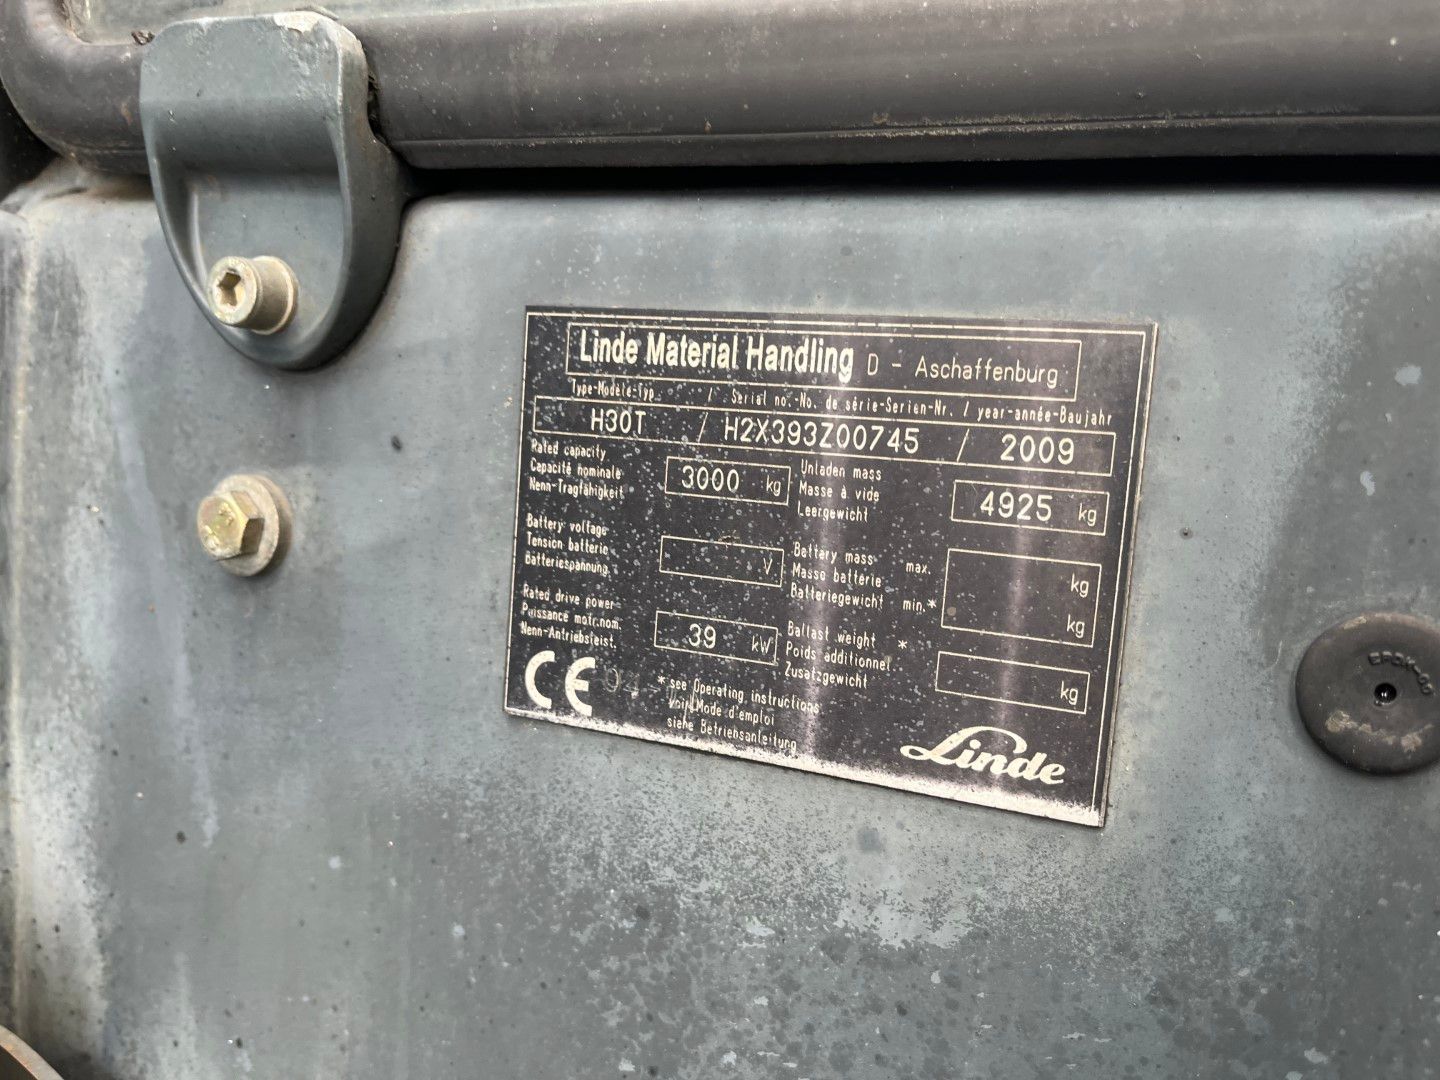 Linde Material Handling D - Aschaffenburg
Type-Modèle-Typ / Serial no.-No. de série-Serien-Nr. / year-année-Baujahr
H30T / H2X393Z00745 / 2009
Rated capacity
Capacité nominale
Nenn-Tragfähigkeit
3000 kg
Unladen mass
Masse à vide
Leergewicht
4925 kg
Battery voltage
Tension batterie
Batteriespannung
V
Battery mass max.
Masse batterie
Batteriegewicht min.*
kg
kg
Rated drive power
Puissance motr.nom.
Nenn-Antriebsleist.
39 kW
Ballast weight *
Poids additionnel
Zusatzgewicht
kg
CE
* see Operating instructions
voir Mode d'emploi
siehe Betriebsanleitung
Linde